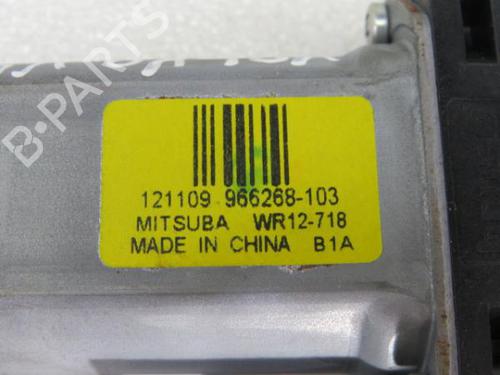 B-PARTS
121109 966268-103
MITSUBA WR12-718
MADE IN CHINA B1A